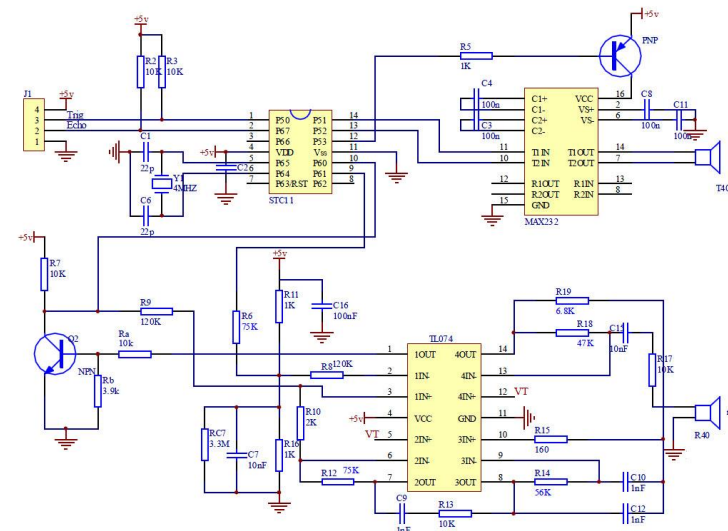 +5v
R2
10K
R3
10K
J1
+5v
4
3
2
1
Trig
Echo
C1
22p
Y1
4MHZ
C6
22p
+5v
C2
1
2
3
4
5
6
7
P50
P67
P66
VDD
P65
P64
P63/RST
P51
P52
P53
Vss
P60
P61
P62
14
13
12
11
10
9
8
STC11
R5
1K
+5v
PNP
C4
100n
C3
100n
C1+
C1-
C2+
C2-
T1IN
T2IN
R1OUT
R2OUT
GND
VCC
VS+
VS-
T1OUT
T2OUT
R1IN
R2IN
11
10
12
9
15
16
2
6
14
7
13
8
MAX232
C8
100n
C11
100n
T40
+5v
R7
10K
R9
120K
Q2
NPN
Ra
10k
Rb
3.9k
R6
75K
+5v
R11
1K
C16
100nF
R8
120K
RC7
3.3M
C7
10nF
R16
1K
R10
2K
+5v
VT
R12
75K
TL074
1
2
3
4
5
6
7
1OUT
1IN-
1IN+
VCC
2IN+
2IN-
2OUT
4OUT
4IN-
4IN+
GND
3IN+
3IN-
3OUT
14
13
12
11
10
9
8
VT
R19
6.8K
R18
47K
C15
10nF
R17
10K
R40
R15
160
R14
56K
C10
1nF
C9
1nF
R13
10K
C12
1nF